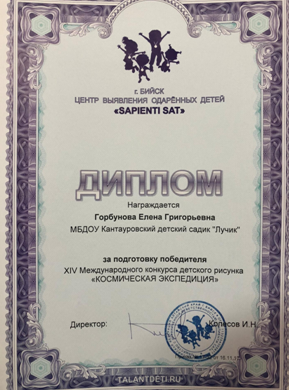 г. БИЙСК
ЦЕНТР ВЫЯВЛЕНИЯ ОДАРЁННЫХ ДЕТЕЙ
«SAPIENTI SAT»
ДИПЛОМ
Награждается
Горбунова Елена Григорьевна
МБДОУ Кантауровский детский садик "Лучик"
за подготовку победителя
XIV Международного конкурса детского рисунка
«КОСМИЧЕСКАЯ ЭКСПЕДИЦИЯ»
Директор: Колесов И.Н.
TALANTDETI.RU